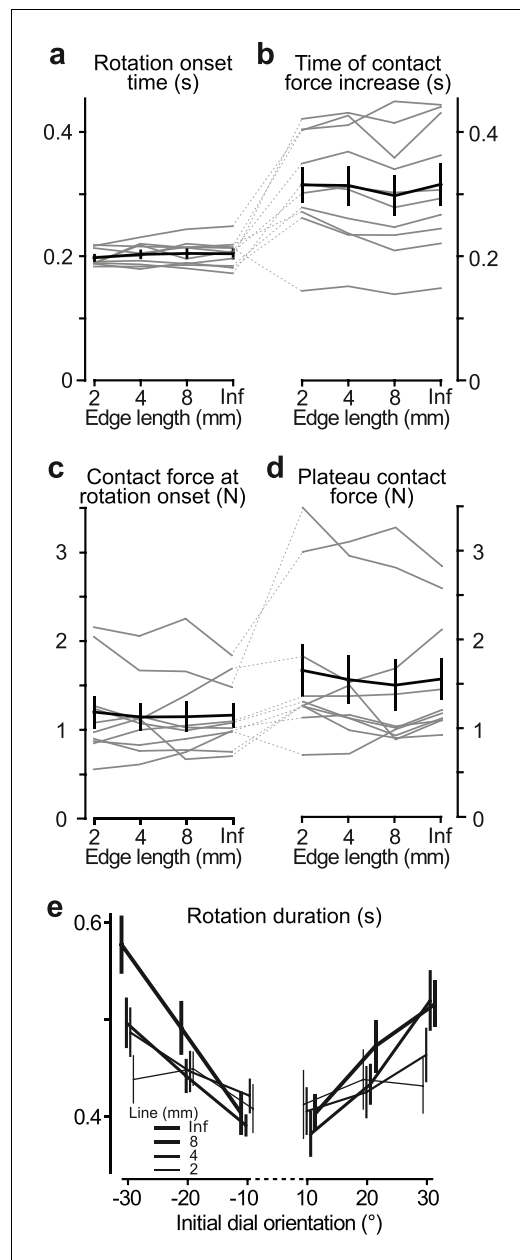 a
Rotation onset
time (s)
b
Time of contact
force increase (s)
0.4
0.2
0
0.4
0.2
0
2 4 8 Inf
Edge length (mm)
2 4 8 Inf
Edge length (mm)
c
Contact force at
rotation onset (N)
d
Plateau contact
force (N)
3
2
1
0
3
2
1
0
2 4 8 Inf
Edge length (mm)
2 4 8 Inf
Edge length (mm)
e
Rotation duration (s)
0.6
0.4
Line (mm)
Inf
8
4
2
-30 -20 -10 10 20 30
Initial dial orientation (°)